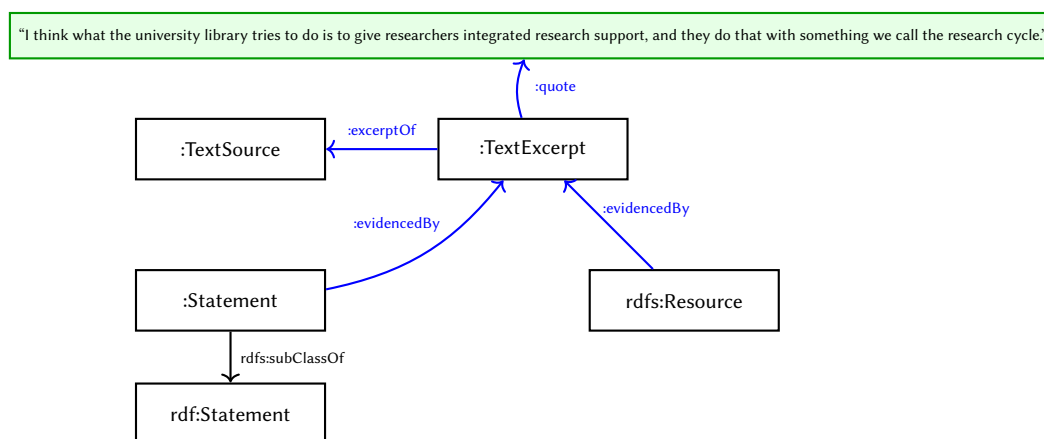 “I think what the university library tries to do is to give researchers integrated research support, and they do that with something we call the research cycle.”
:quote
:excerptOf
:TextSource
:TextExcerpt
:evidencedBy
:evidencedBy
:Statement
rdfs:Resource
rdfs:subClassOf
rdf:Statement